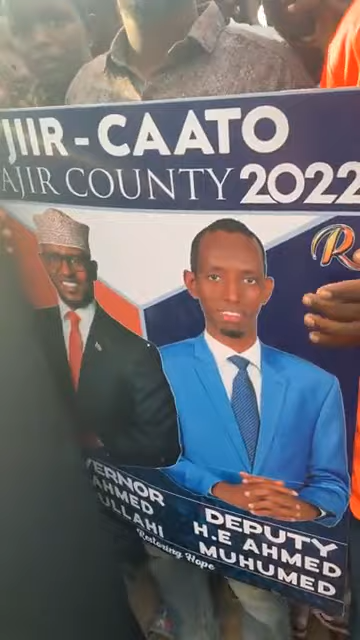 JIIR - CAATO
AJIR COUNTY 2022
R
VERNOR
AHMED
ULLAHI
DEPUTY
H.E AHMED
MUHUMED
Restoring Hope